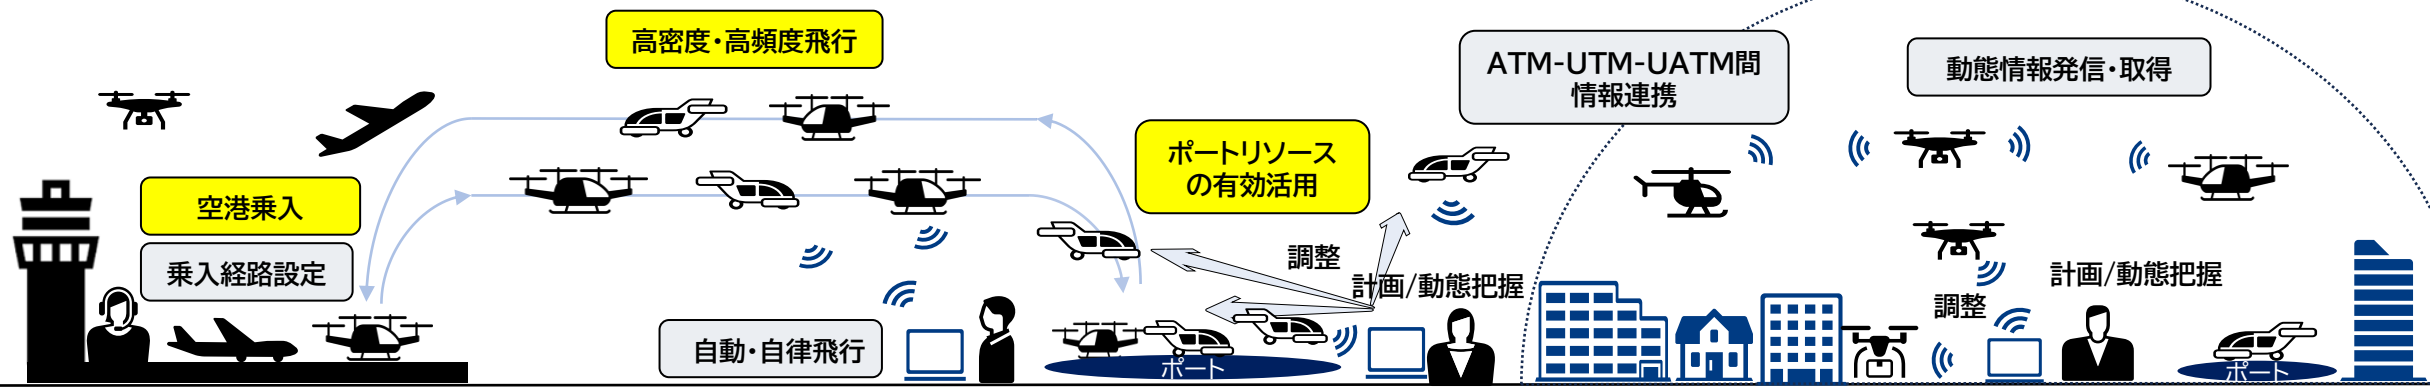 高密度・高頻度飛行
ATM-UTM-UATM間
情報連携
動態情報発信・取得
ポートリソース
の有効活用
空港乗入
乗入経路設定
調整
計画/動態把握
計画/動態把握
調整
自動・自律飛行
ポート
ポート